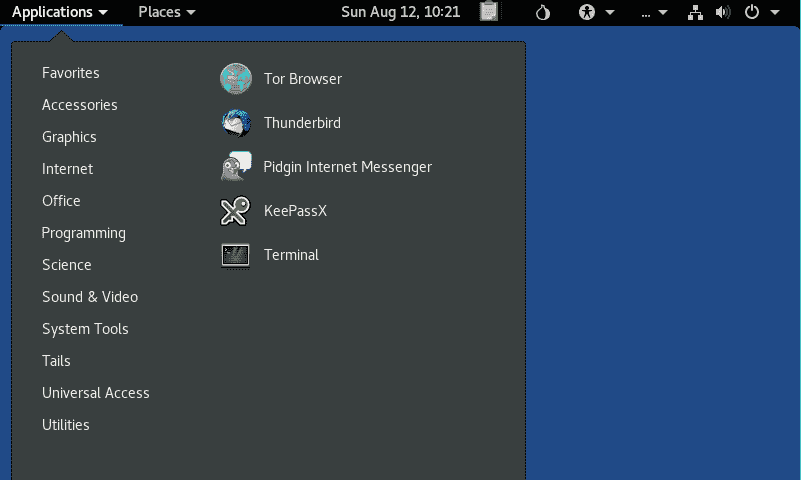 Applications Places Sun Aug 12, 10:21 ...
Favorites
Accessories
Graphics
Internet
Office
Programming
Science
Sound & Video
System Tools
Tails
Universal Access
Utilities
Tor Browser
Thunderbird
Pidgin Internet Messenger
KeePassX
Terminal